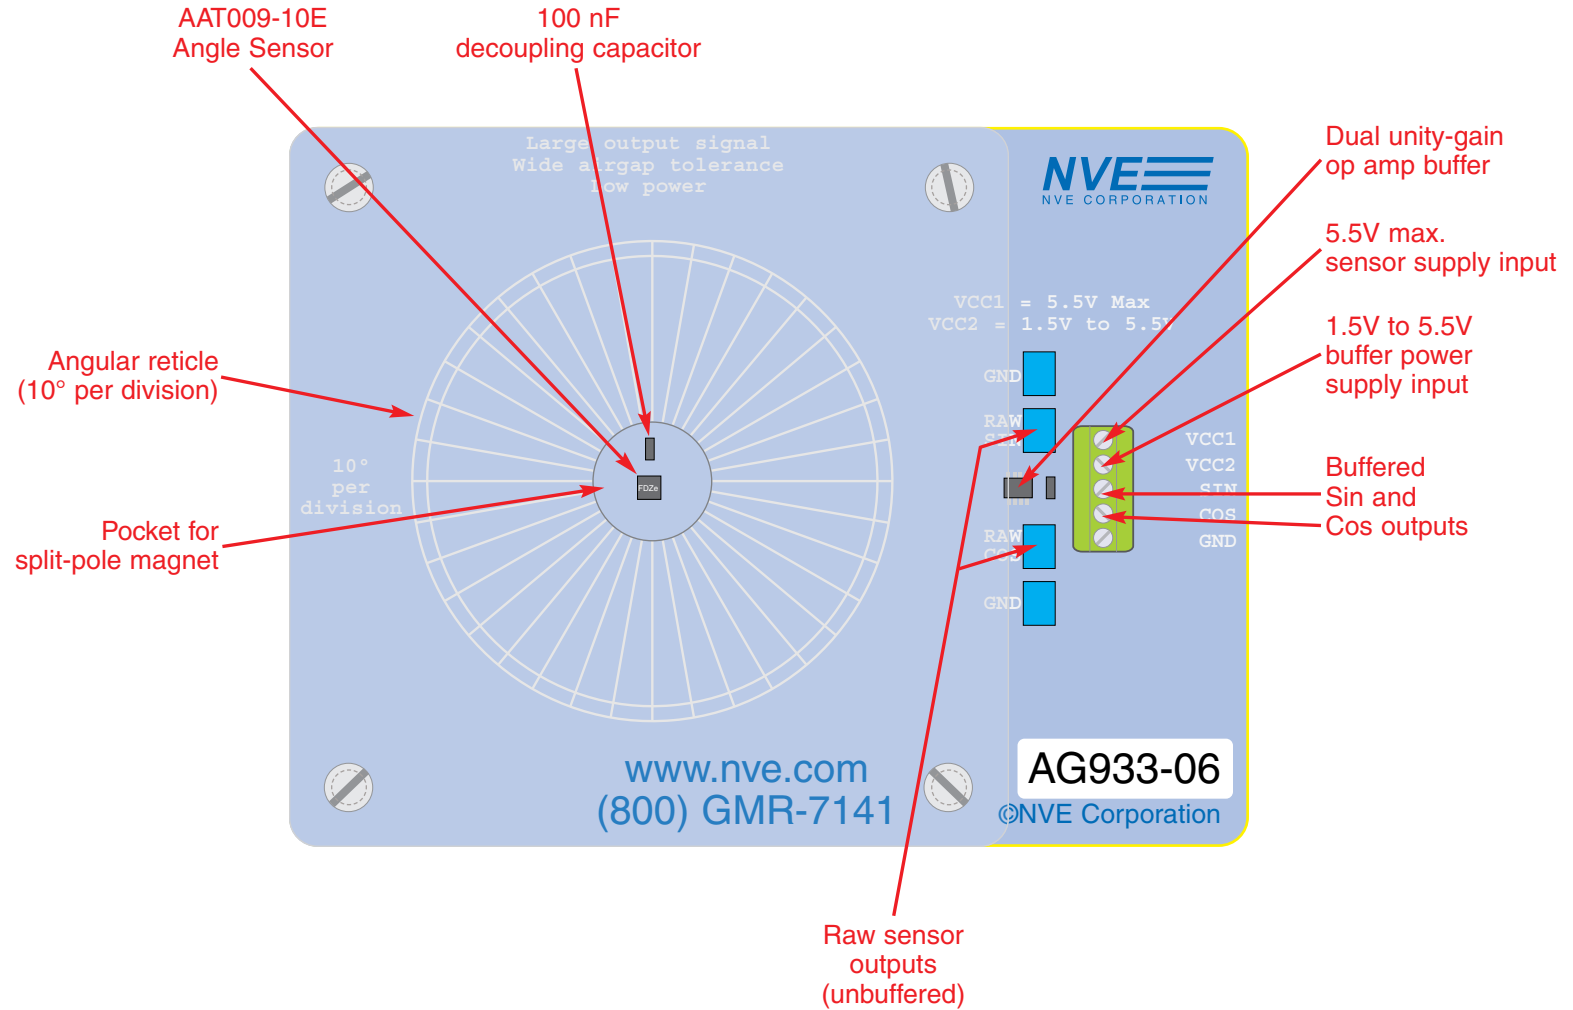 AAT009-10E
Angle Sensor
100 nF
decoupling capacitor
Large output signal
Wide airgap tolerance
Low power
NVE
NVE CORPORATION
Dual unity-gain
op amp buffer
5.5V max.
sensor supply input
VCC1 = 5.5V Max
VCC2 = 1.5V to 5.5V
1.5V to 5.5V
buffer power
supply input
Angular reticle
(10° per division)
GND
RAW
SIN
VCC1
VCC2
SIN
COS
GND
10°
per
division
FDZe
Buffered
Sin and
Cos outputs
Pocket for
split-pole magnet
RAW
COS
GND
www.nve.com
(800) GMR-7141
AG933-06
©NVE Corporation
Raw sensor
outputs
(unbuffered)